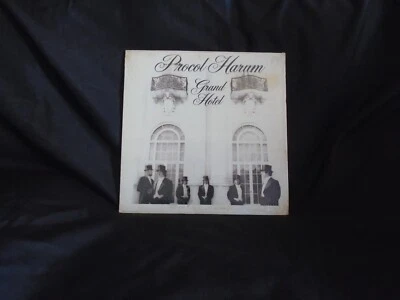 Procol Harum
Grand
Hotel